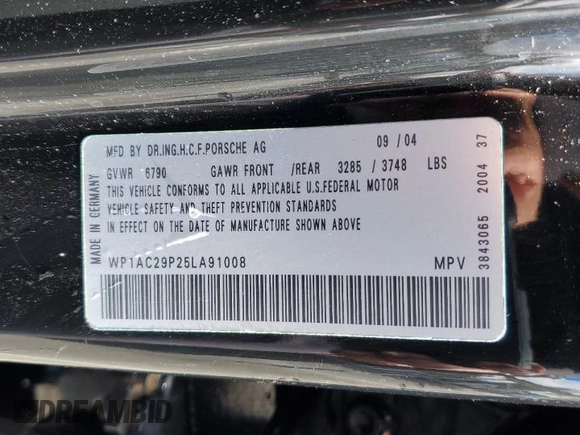 MFD BY DR.ING.H.C.F.PORSCHE AG 09 / 04
GVWR 6790 GAWR FRONT /REAR 3285 / 3748 LBS
THIS VEHICLE CONFORMS TO ALL APPLICABLE U.S.FEDERAL MOTOR
VEHICLE SAFETY AND THEFT PREVENTION STANDARDS
IN EFFECT ON THE DATE OF MANUFACTURE SHOWN ABOVE
WP1AC29P25LA91008 MPV
MADE IN GERMANY
3843065 2004 37
DREAMBID